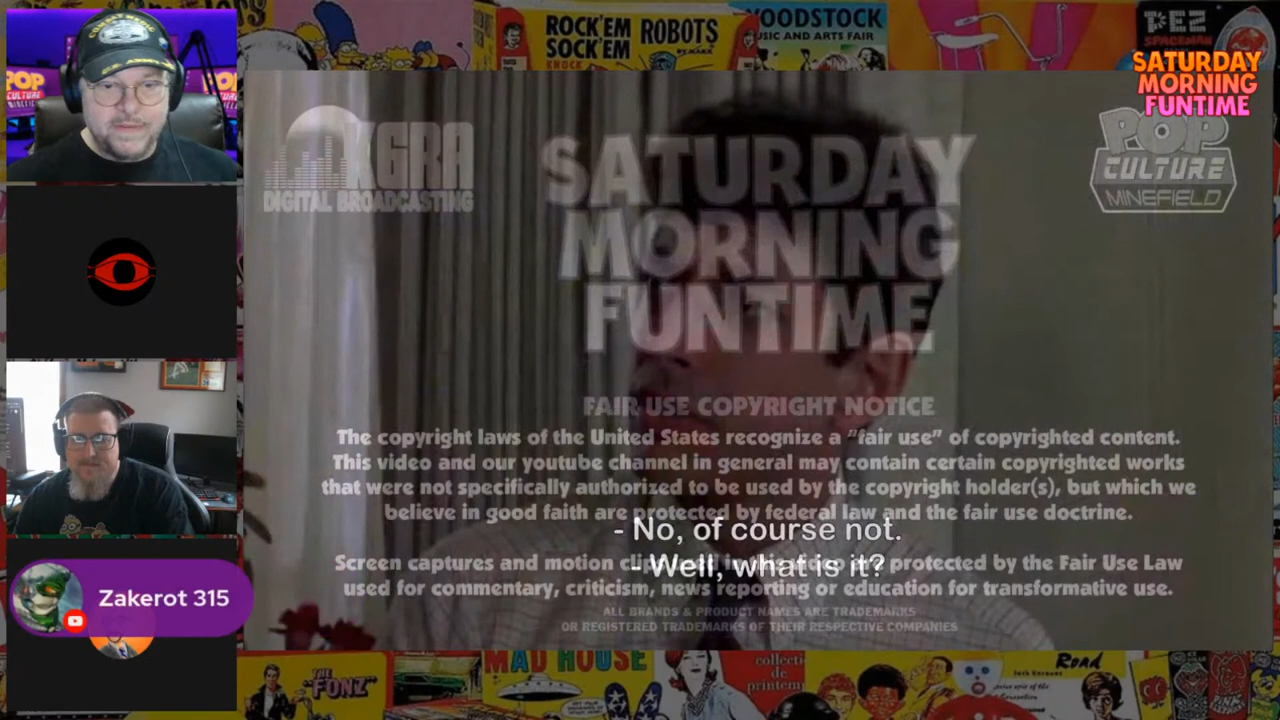 ROCK'EM
SOCK'EM
ROBOTS
KNOCK
WOODSTOCK
MUSIC AND ARTS FAIR
PEZ
SPACEMAN
SATURDAY
MORNING
FUNTIME
POP
CULTURE
KGRA
DIGITAL BROADCASTING
SATURDAY
MORNING
FUNTIME
POP
CULTURE
MINEFIELD
FAIR USE COPYRIGHT NOTICE
The copyright laws of the United States recognize a “fair use” of copyrighted content.
This video and our youtube channel in general may contain certain copyrighted works
that were not specifically authorized to be used by the copyright holder(s), but which we
believe in good faith are protected by federal law and the fair use doctrine.
- No, of course not.
- Well, what is it?
Screen captures and motion protected by the Fair Use Law
used for commentary, criticism, news reporting or education for transformative use.
ALL BRANDS & PRODUCT NAMES ARE TRADEMARKS
OR REGISTERED TRADEMARKS OF THEIR RESPECTIVE COMPANIES
Zakerot 315
THE
"FONZ"
MAD HOUSE
collecti
de
printemp
Road